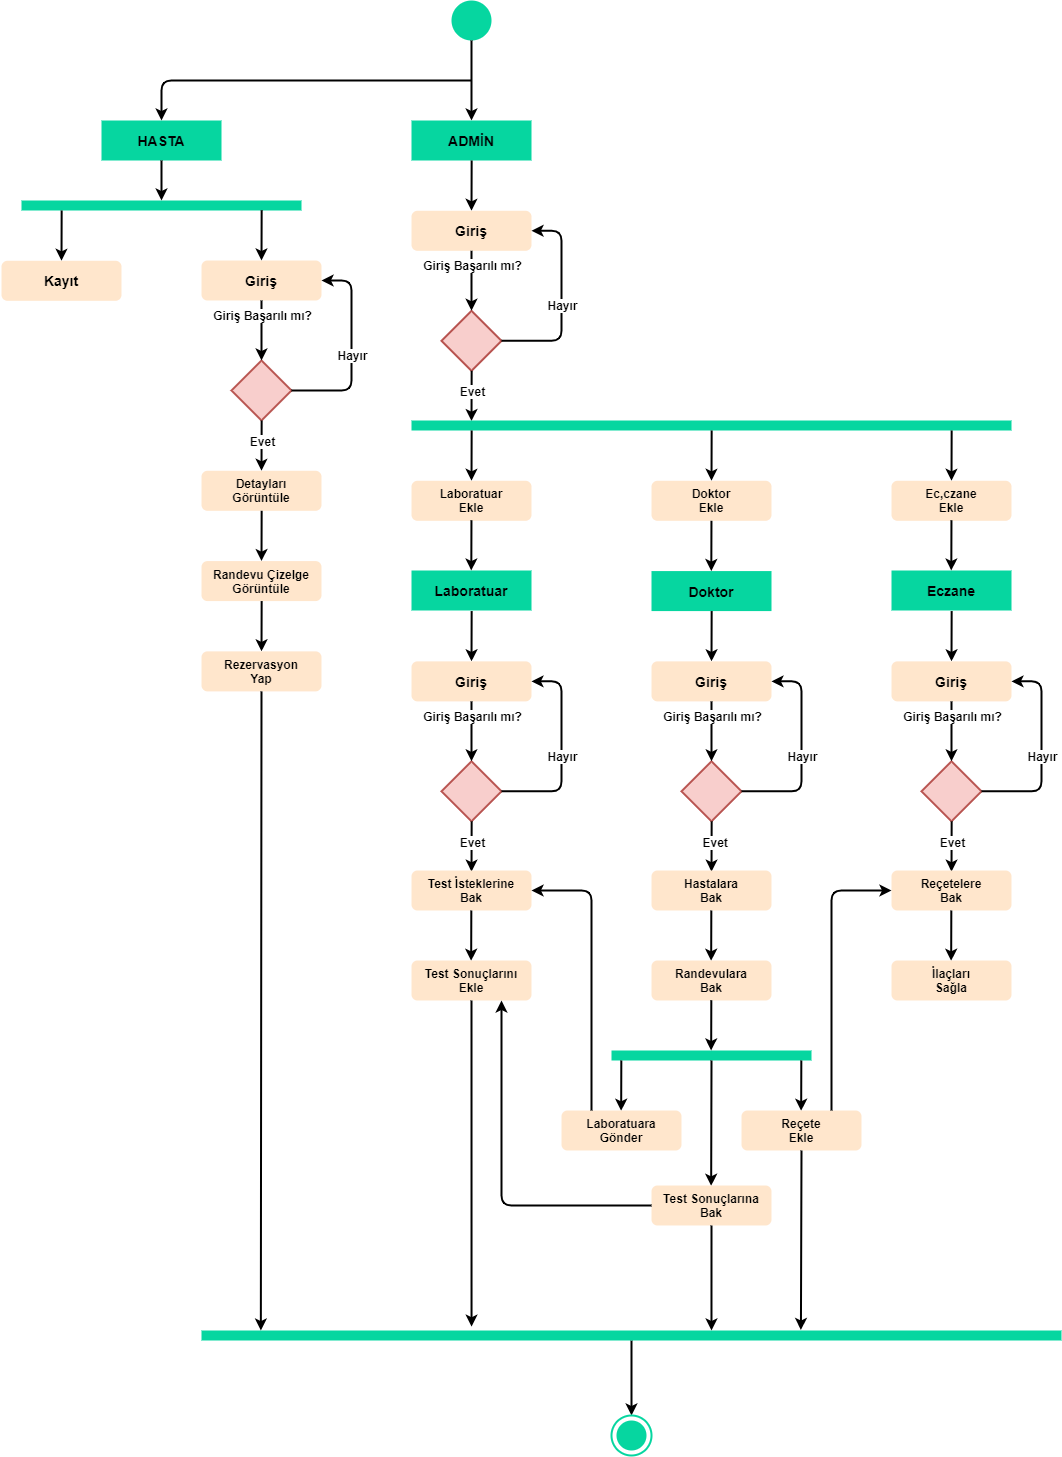 HASTA
ADMİN
Giriş
Giriş Başarılı mı?
Hayır
Evet
Kayıt
Giriş
Giriş Başarılı mı?
Hayır
Evet
Detayları
Görüntüle
Randevu Çizelge
Görüntüle
Rezervasyon
Yap
Laboratuar
Ekle
Doktor
Ekle
Ec,czane
Ekle
Laboratuar
Doktor
Eczane
Giriş
Giriş
Giriş
Giriş Başarılı mı?
Giriş Başarılı mı?
Giriş Başarılı mı?
Hayır
Hayır
Hayır
Evet
Evet
Evet
Test İsteklerine
Bak
Hastalara
Bak
Reçetelere
Bak
Test Sonuçlarını
Ekle
Randevulara
Bak
İlaçları
Sağla
Laboratuara
Gönder
Reçete
Ekle
Test Sonuçlarına
Bak